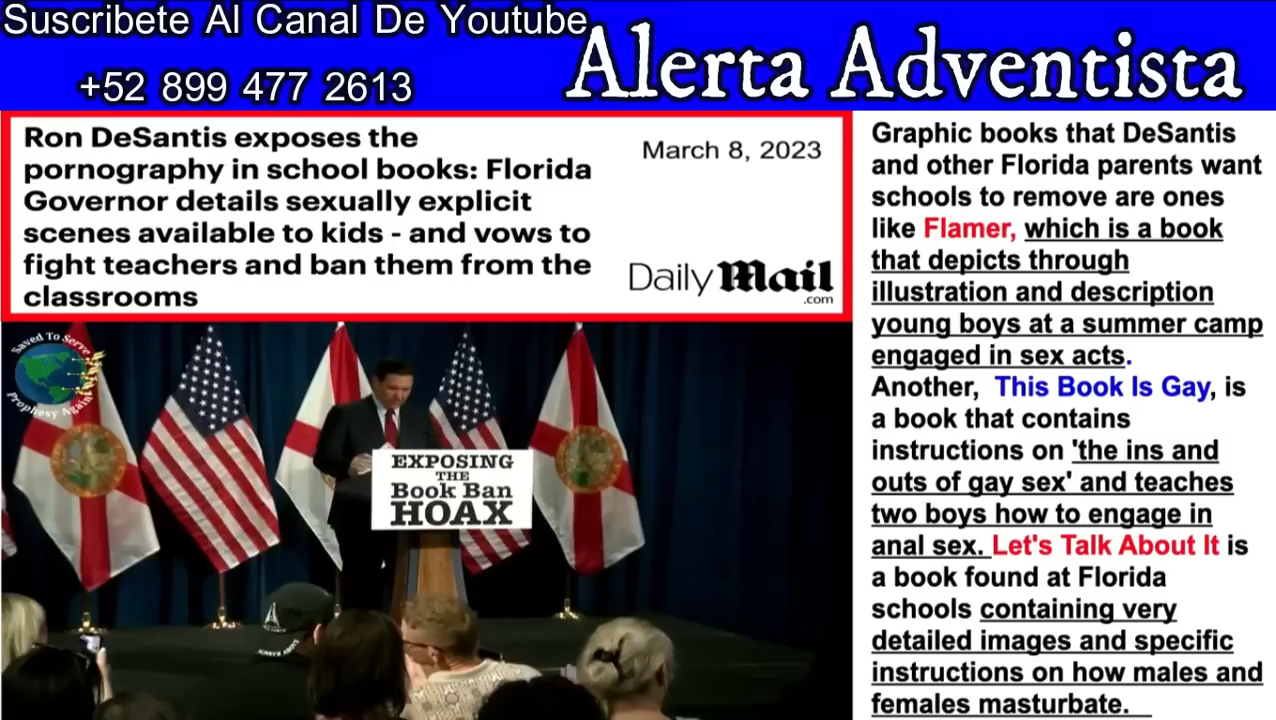 Suscribete Al Canal De Youtube
+52 899 477 2613
Alerta Adventista
Ron DeSantis exposes the
pornography in school books: Florida
Governor details sexually explicit
scenes available to kids - and vows to
fight teachers and ban them from the
classrooms
March 8, 2023
Daily Mail
.com
Saved To Serve
Prophesy Again
EXPOSING
THE
Book Ban
HOAX
Graphic books that DeSantis
and other Florida parents want
schools to remove are ones
like Flamer, which is a book
that depicts through
illustration and description
young boys at a summer camp
engaged in sex acts.
Another, This Book Is Gay, is
a book that contains
instructions on 'the ins and
outs of gay sex' and teaches
two boys how to engage in
anal sex. Let's Talk About It is
a book found at Florida
schools containing very
detailed images and specific
instructions on how males and
females masturbate.